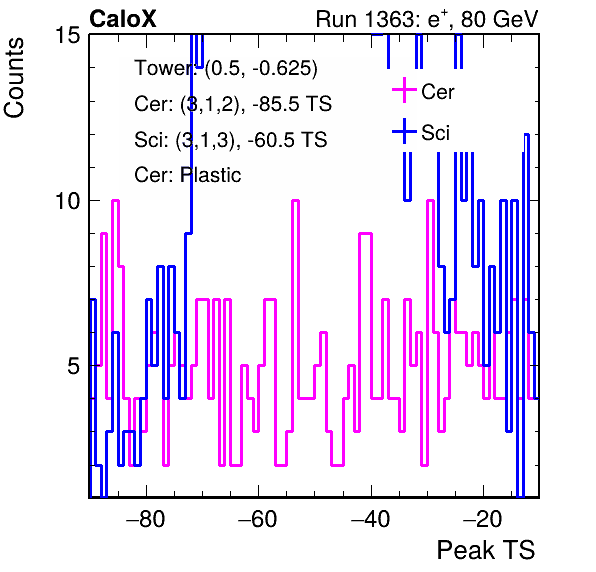 CaloX Run 1363: e+, 80 GeV
Counts
15
Tower: (0.5, -0.625)
Cer: (3,1,2), -85.5 TS
Sci: (3,1,3), -60.5 TS
Cer: Plastic
Cer
Sci
10
5
−80 −60 −40 −20
Peak TS